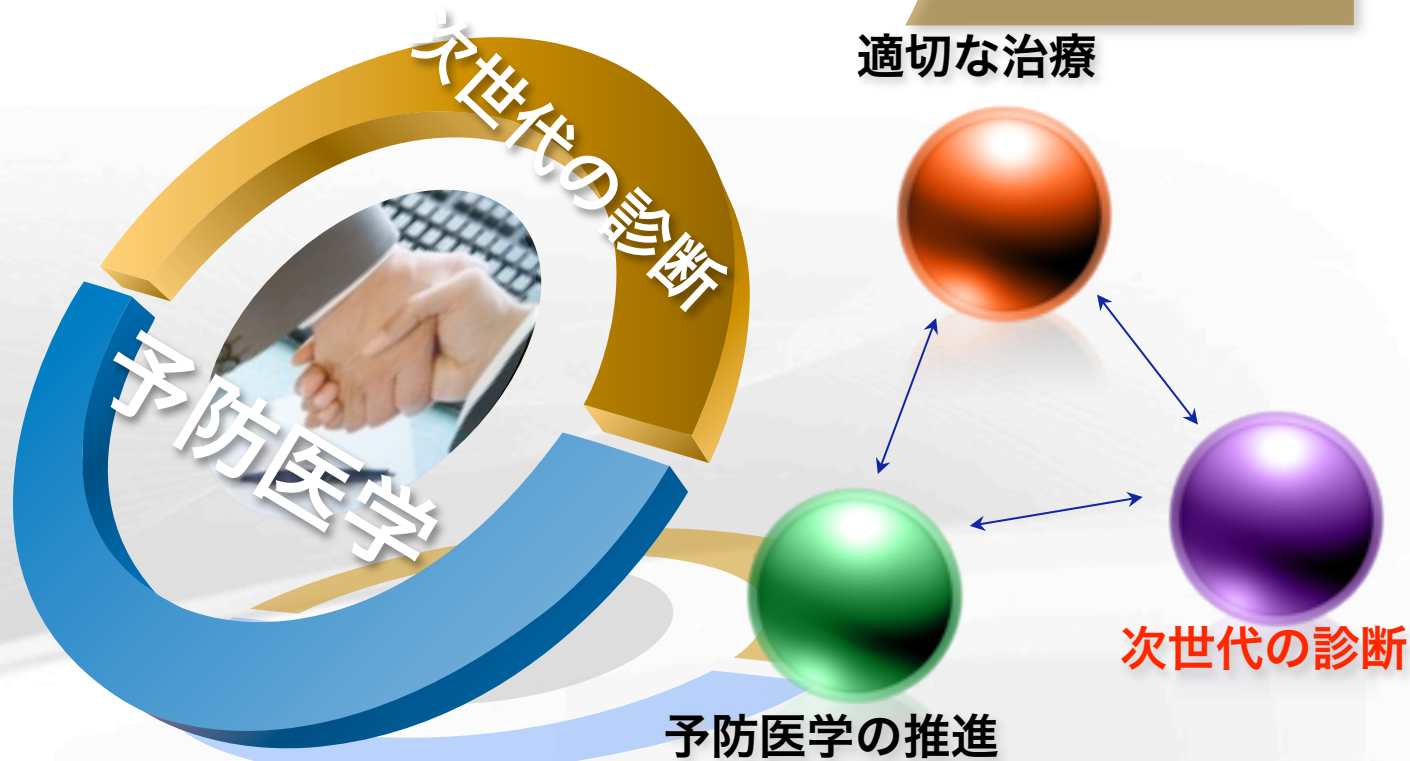 次世代の診断
適切な治療
予防医学
次世代の診断
予防医学の推進